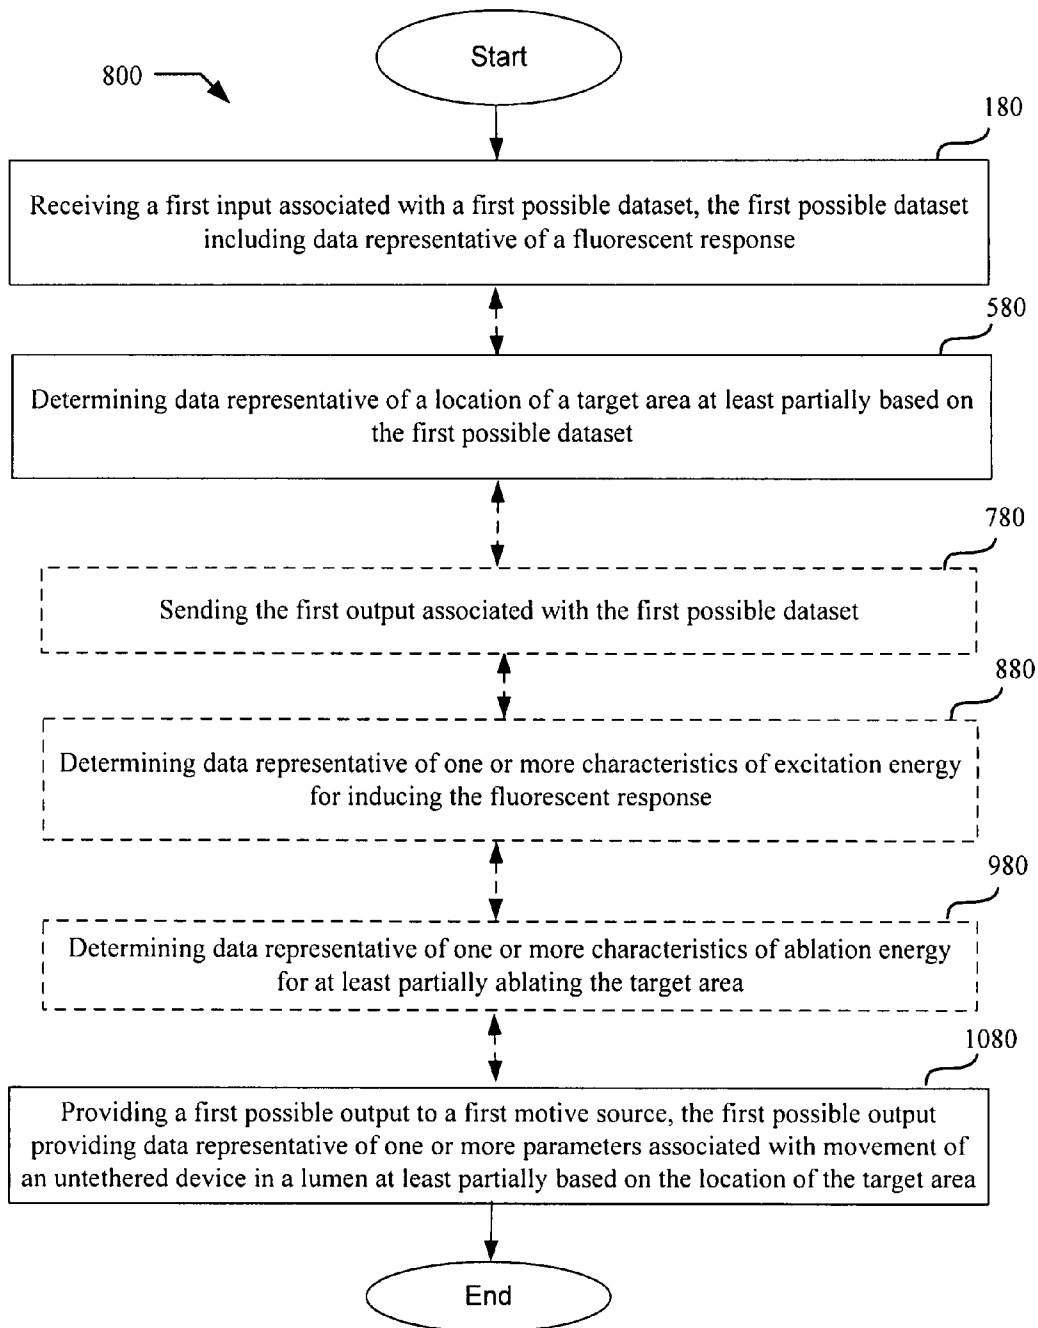 Start
800
180
Receiving a first input associated with a first possible dataset, the first possible dataset
including data representative of a fluorescent response
580
Determining data representative of a location of a target area at least partially based on
the first possible dataset
780
Sending the first output associated with the first possible dataset
880
Determining data representative of one or more characteristics of excitation energy
for inducing the fluorescent response
980
Determining data representative of one or more characteristics of ablation energy
for at least partially ablating the target area
1080
Providing a first possible output to a first motive source, the first possible output
providing data representative of one or more parameters associated with movement of
an untethered device in a lumen at least partially based on the location of the target area
End